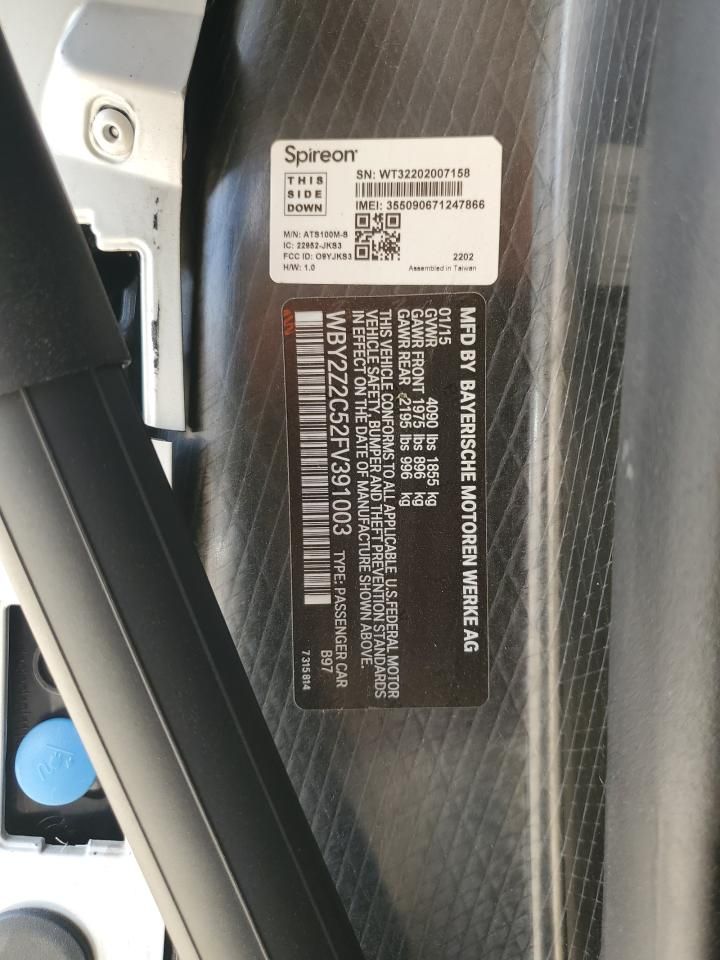 Spireon
THIS
SIDE
DOWN
SN: WT32202007158
IMEI: 355090671247866
M/N: ATS100M-S
IC: 22952-JKS3
FCC ID: O9YJKS3
H/W: 1.0
2202
Assembled in Taiwan
MFD BY BAYERISCHE MOTOREN WERKE AG
01/15
GVWR 4090 lbs 1855 kg
GAWR FRONT 1975 lbs 896 kg
GAWR REAR 2195 lbs 996 kg
THIS VEHICLE CONFORMS TO ALL APPLICABLE U.S. FEDERAL MOTOR
VEHICLE SAFETY, BUMPER AND THEFT PREVENTION STANDARDS
IN EFFECT ON THE DATE OF MANUFACTURE SHOWN ABOVE.
WBY2Z2C52FV391003 TYPE: PASSENGER CAR
B97
7315814